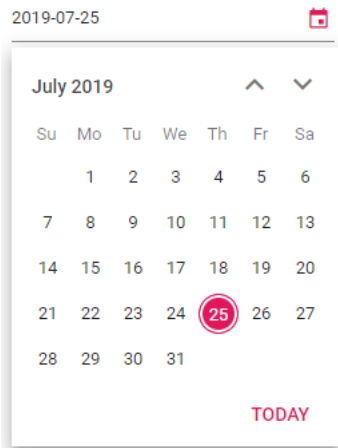 2019-07-25
July 2019
Su Mo Tu We Th Fr Sa
1 2 3 4 5 6
7 8 9 10 11 12 13
14 15 16 17 18 19 20
21 22 23 24 25 26 27
28 29 30 31
TODAY